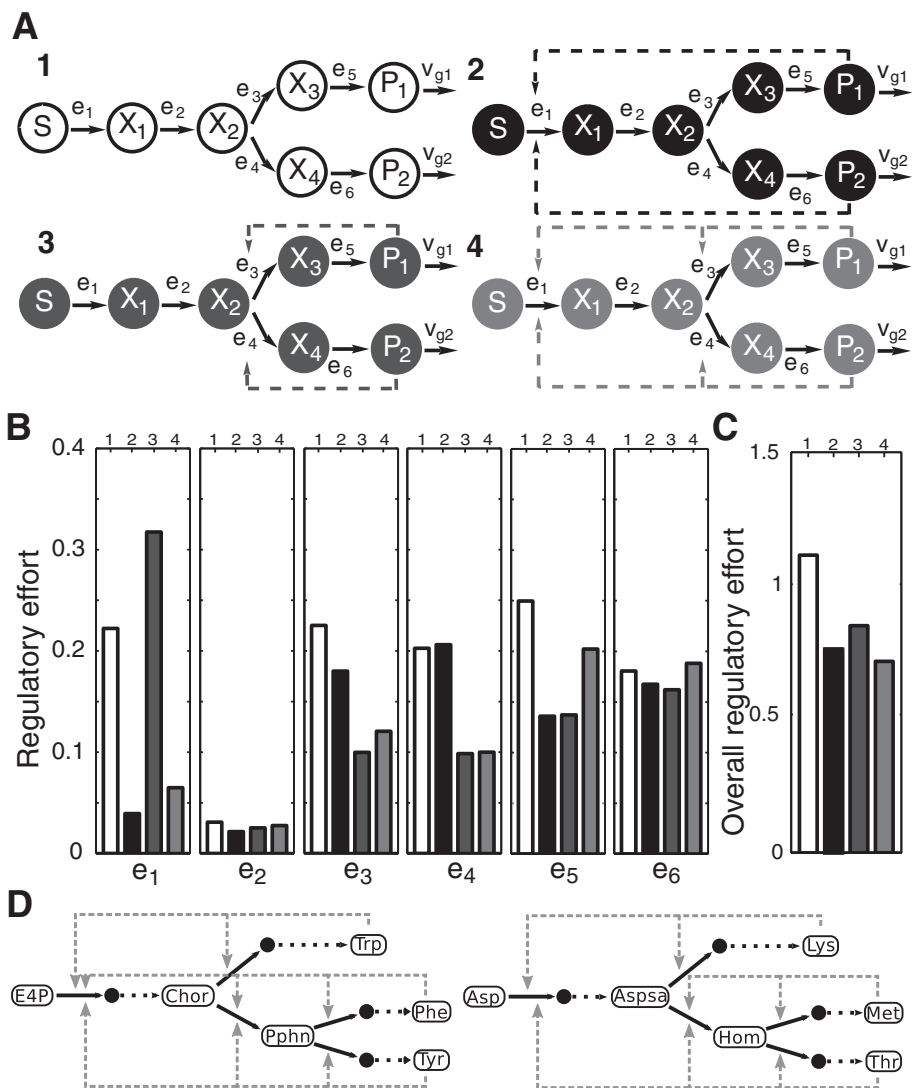 A
1
S e1 X1 e2 X2 e3 X3 e5 P1 vg1
e4 X4 e6 P2 vg2
2
S e1 X1 e2 X2 e3 X3 e5 P1 vg1
e4 X4 e6 P2 vg2
3
S e1 X1 e2 X2 e3 X3 e5 P1 vg1
e4 X4 e6 P2 vg2
4
S e1 X1 e2 X2 e3 X3 e5 P1 vg1
e4 X4 e6 P2 vg2
B
Regulatory effort
0.4
0.3
0.2
0.1
0
1 2 3 4
1 2 3 4
1 2 3 4
1 2 3 4
1 2 3 4
1 2 3 4
e1 e2 e3 e4 e5 e6
C
Overall regulatory effort
1.5
1
0.5
0
1 2 3 4
D
E4P Chor Trp
Pphn Phe
Tyr
Asp Aspsa Lys
Hom Met
Thr